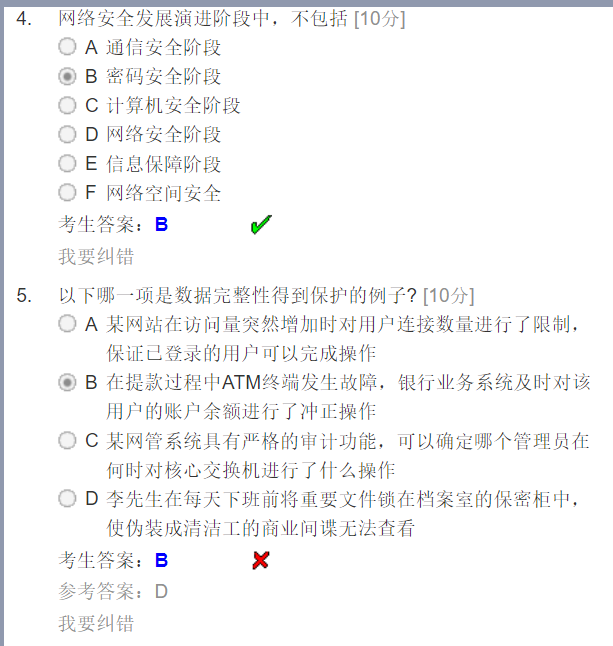 4. 网络安全发展演进阶段中，不包括 [10分]
A 通信安全阶段
B 密码安全阶段
C 计算机安全阶段
D 网络安全阶段
E 信息保障阶段
F 网络空间安全
考生答案：B
我要纠错
5. 以下哪一项是数据完整性得到保护的例子? [10分]
A 某网站在访问量突然增加时对用户连接数量进行了限制，
保证已登录的用户可以完成操作
B 在提款过程中ATM终端发生故障，银行业务系统及时对该
用户的账户余额进行了冲正操作
C 某网管系统具有严格的审计功能，可以确定哪个管理员在
何时对核心交换机进行了什么操作
D 李先生在每天下班前将重要文件锁在档案室的保密柜中，
使伪装成清洁工的商业间谍无法查看
考生答案：B
参考答案：D
我要纠错